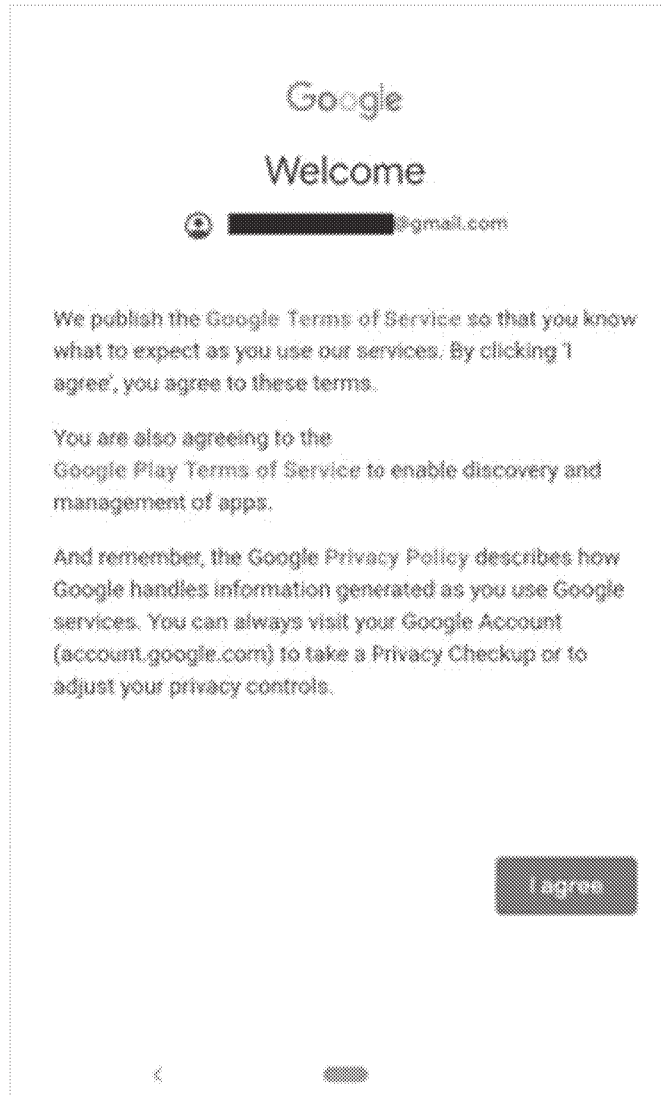 Google
Welcome
@gmail.com
We publish the Google Terms of Service so that you know
what to expect as you use our services. By clicking 'I
agree', you agree to these terms.
You are also agreeing to the
Google Play Terms of Service to enable discovery and
management of apps.
And remember, the Google Privacy Policy describes how
Google handles information generated as you use Google
services. You can always visit your Google Account
(account.google.com) to take a Privacy Checkup or to
adjust your privacy controls.
I agree